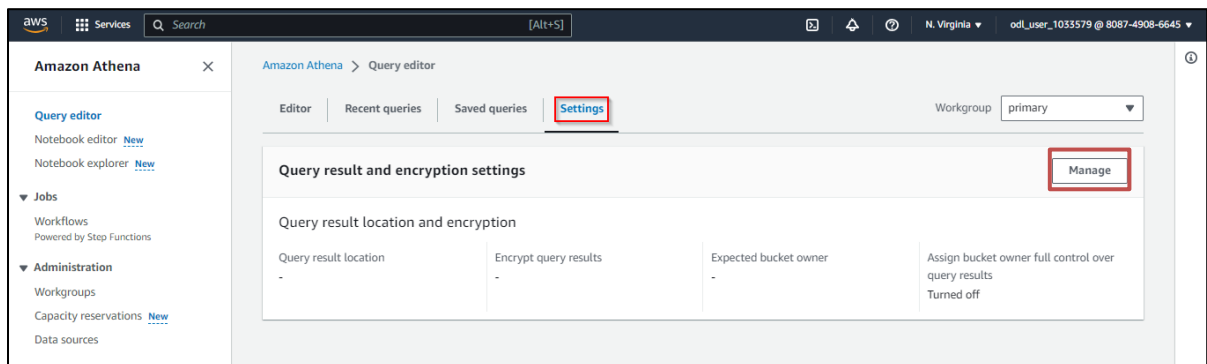 aws Services Search [Alt+S] N. Virginia odl_user_1033579 @ 8087-4908-6645
Amazon Athena
Query editor
Notebook editor New
Notebook explorer New
Jobs
Workflows
Powered by Step Functions
Administration
Workgroups
Capacity reservations New
Data sources
Amazon Athena > Query editor
Editor Recent queries Saved queries Settings Workgroup primary
Query result and encryption settings Manage
Query result location and encryption
Query result location
-
Encrypt query results
-
Expected bucket owner
-
Assign bucket owner full control over
query results
Turned off